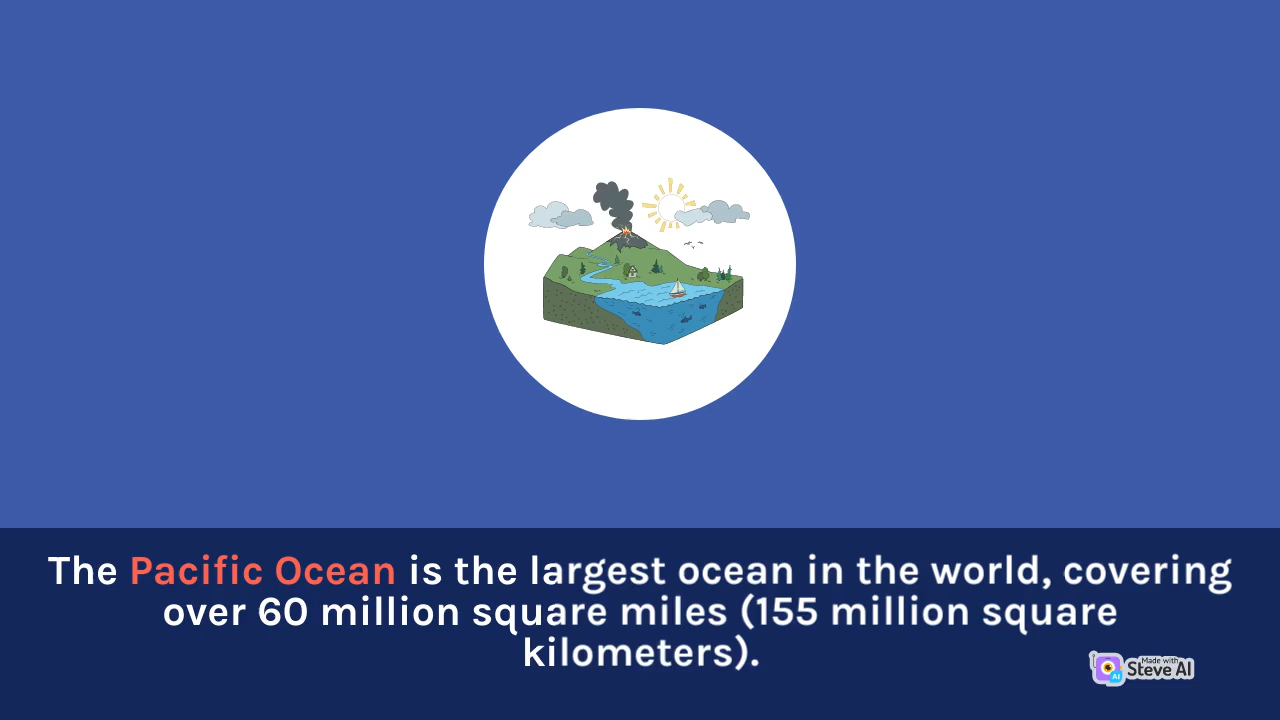 The Pacific Ocean is the largest ocean in the world, covering
over 60 million square miles (155 million square
kilometers).
Made with
Steve AI
AI